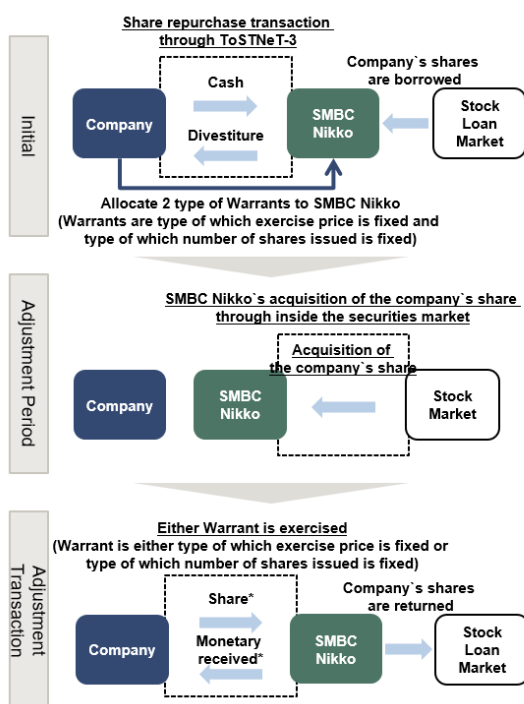 Share repurchase transaction
through ToSTNeT-3
Initial
Company`s shares
are borrowed
Cash
Company
SMBC
Nikko
Stock
Loan
Market
Divestiture
Allocate 2 type of Warrants to SMBC Nikko
(Warrants are type of which exercise price is fixed and
type of which number of shares issued is fixed)
Adjustment Period
SMBC Nikko`s acquisition of the company`s share
through inside the securities market
Acquisition of
the company`s share
Company
SMBC
Nikko
Stock
Market
Adjustment
Transaction
Either Warrant is exercised
(Warrant is either type of which exercise price is fixed or
type of which number of shares issued is fixed)
Company`s shares
are returned
Share*
Company
Monetary
received*
SMBC
Nikko
Stock
Loan
Market